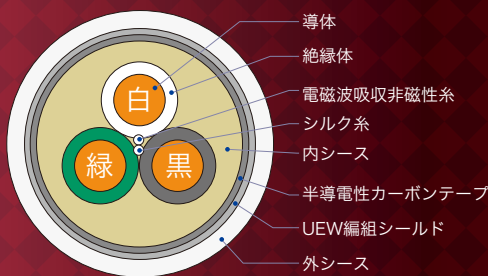 導体
絶縁体
電磁波吸収非磁性糸
シルク糸
内シース
半導電性カーボンテープ
UEW編組シールド
外シース
白
緑
黒